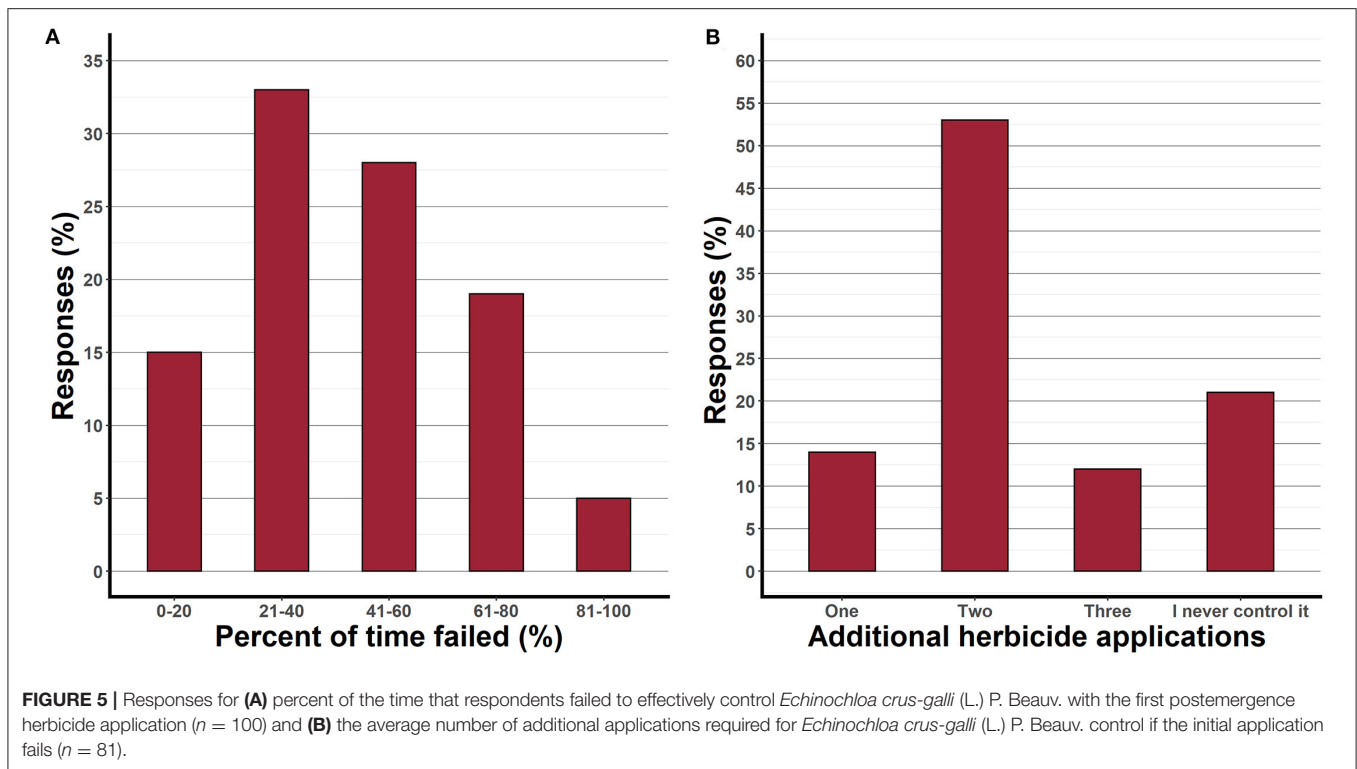 A
35
30
25
20
15
10
5
0
Responses (%)
0-20 21-40 41-60 61-80 81-100
Percent of time failed (%)
B
60
55
50
45
40
35
30
25
20
15
10
5
0
Responses (%)
One Two Three I never control it
Additional herbicide applications
FIGURE 5 | Responses for (A) percent of the time that respondents failed to effectively control Echinochloa crus-galli (L.) P. Beauv. with the first postemergence
herbicide application (n = 100) and (B) the average number of additional applications required for Echinochloa crus-galli (L.) P. Beauv. control if the initial application
fails (n = 81).